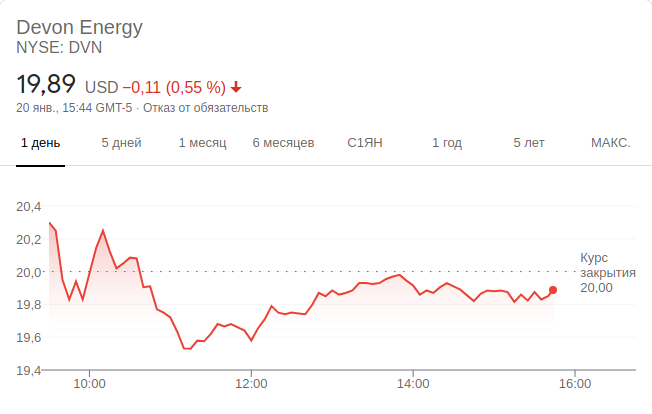 Devon Energy
NYSE: DVN
19,89 USD −0,11 (0,55 %)
20 янв., 15:44 GMT-5 · Отказ от обязательств
1 день 5 дней 1 месяц 6 месяцев С1ЯН 1 год 5 лет МАКС.
20,4
20,2
20,0
19,8
19,6
19,4
Курс
закрытия
20,00
10:00 12:00 14:00 16:00